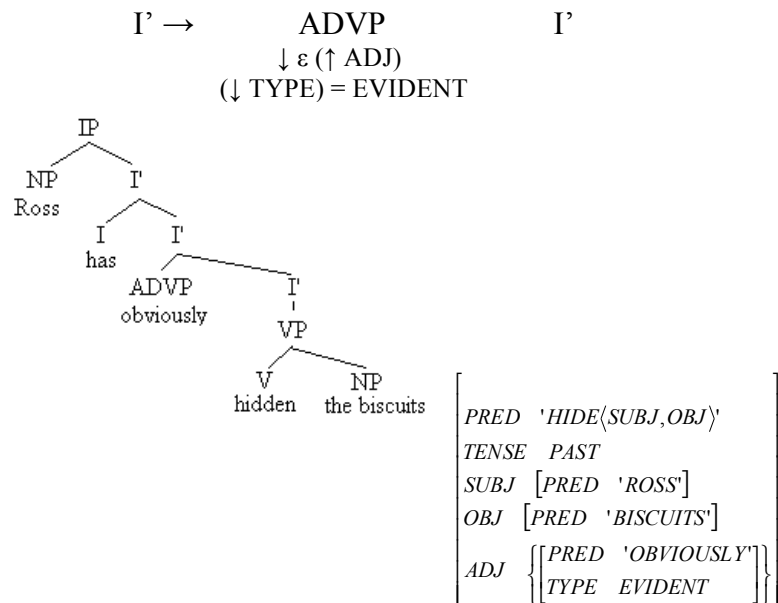 I’ → ADVP I’
↓ ε (↑ ADJ)
(↓ TYPE) = EVIDENT
IP
NP I'
Ross
I I'
has
ADVP I'
obviously
VP
V NP
hidden the biscuits
PRED 'HIDE⟨SUBJ,OBJ⟩'
TENSE PAST
SUBJ [PRED 'ROSS']
OBJ [PRED 'BISCUITS']
ADJ {[PRED 'OBVIOUSLY'
TYPE EVIDENT]}